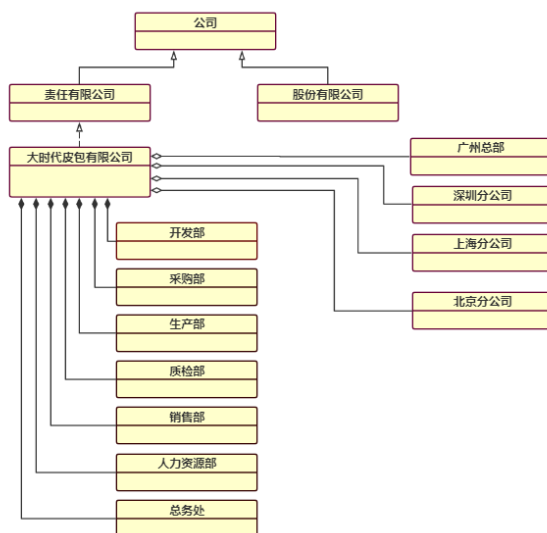 公司
责任有限公司
股份有限公司
大时代皮包有限公司
广州总部
深圳分公司
上海分公司
北京分公司
开发部
采购部
生产部
质检部
销售部
人力资源部
总务处